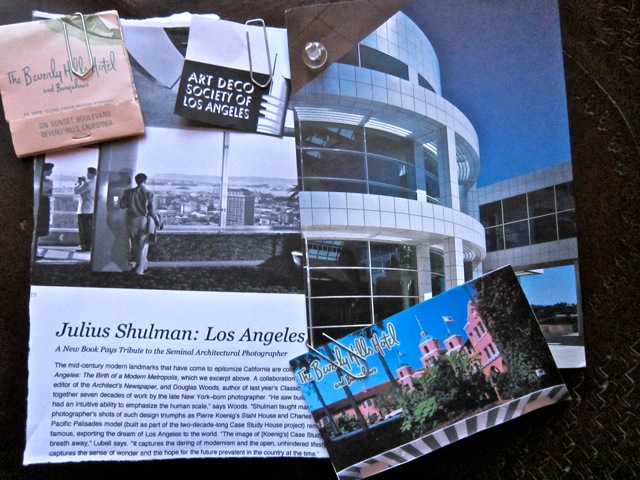 The Beverly Hills Hotel
and Bungalows
ON SUNSET BOULEVARD
BEVERLY HILLS, CALIFORNIA
ART DECO
SOCIETY OF
LOS ANGELES
Julius Shulman: Los Angeles
A New Book Pays Tribute to the Seminal Architectural Photographer
The mid-century modern landmarks that have come to epitomize California are
Angeles: The Birth of a Modern Metropolis, which we excerpt above. A collaboration
editor of the Architect's Newspaper, and Douglas Woods, author of last year's Classic
together seven decades of work by the late New York–born photographer. "He saw
had an intuitive ability to emphasize the human scale," says Woods. "Shulman taught
photographer's shots of such design triumphs as Pierre Koenig's Stahl House and Charles
Pacific Palisades model (built as part of the two-decade-long Case Study House project)
famous, exporting the dream of Los Angeles to the world. "The image of [Koenig's] Case Study
breath away," Lubell says. "It captures the daring of modernism and the open, unhindered
captures the sense of wonder and the hope for the future prevalent in the country at the time."
The Beverly Hills Hotel
and Bungalows